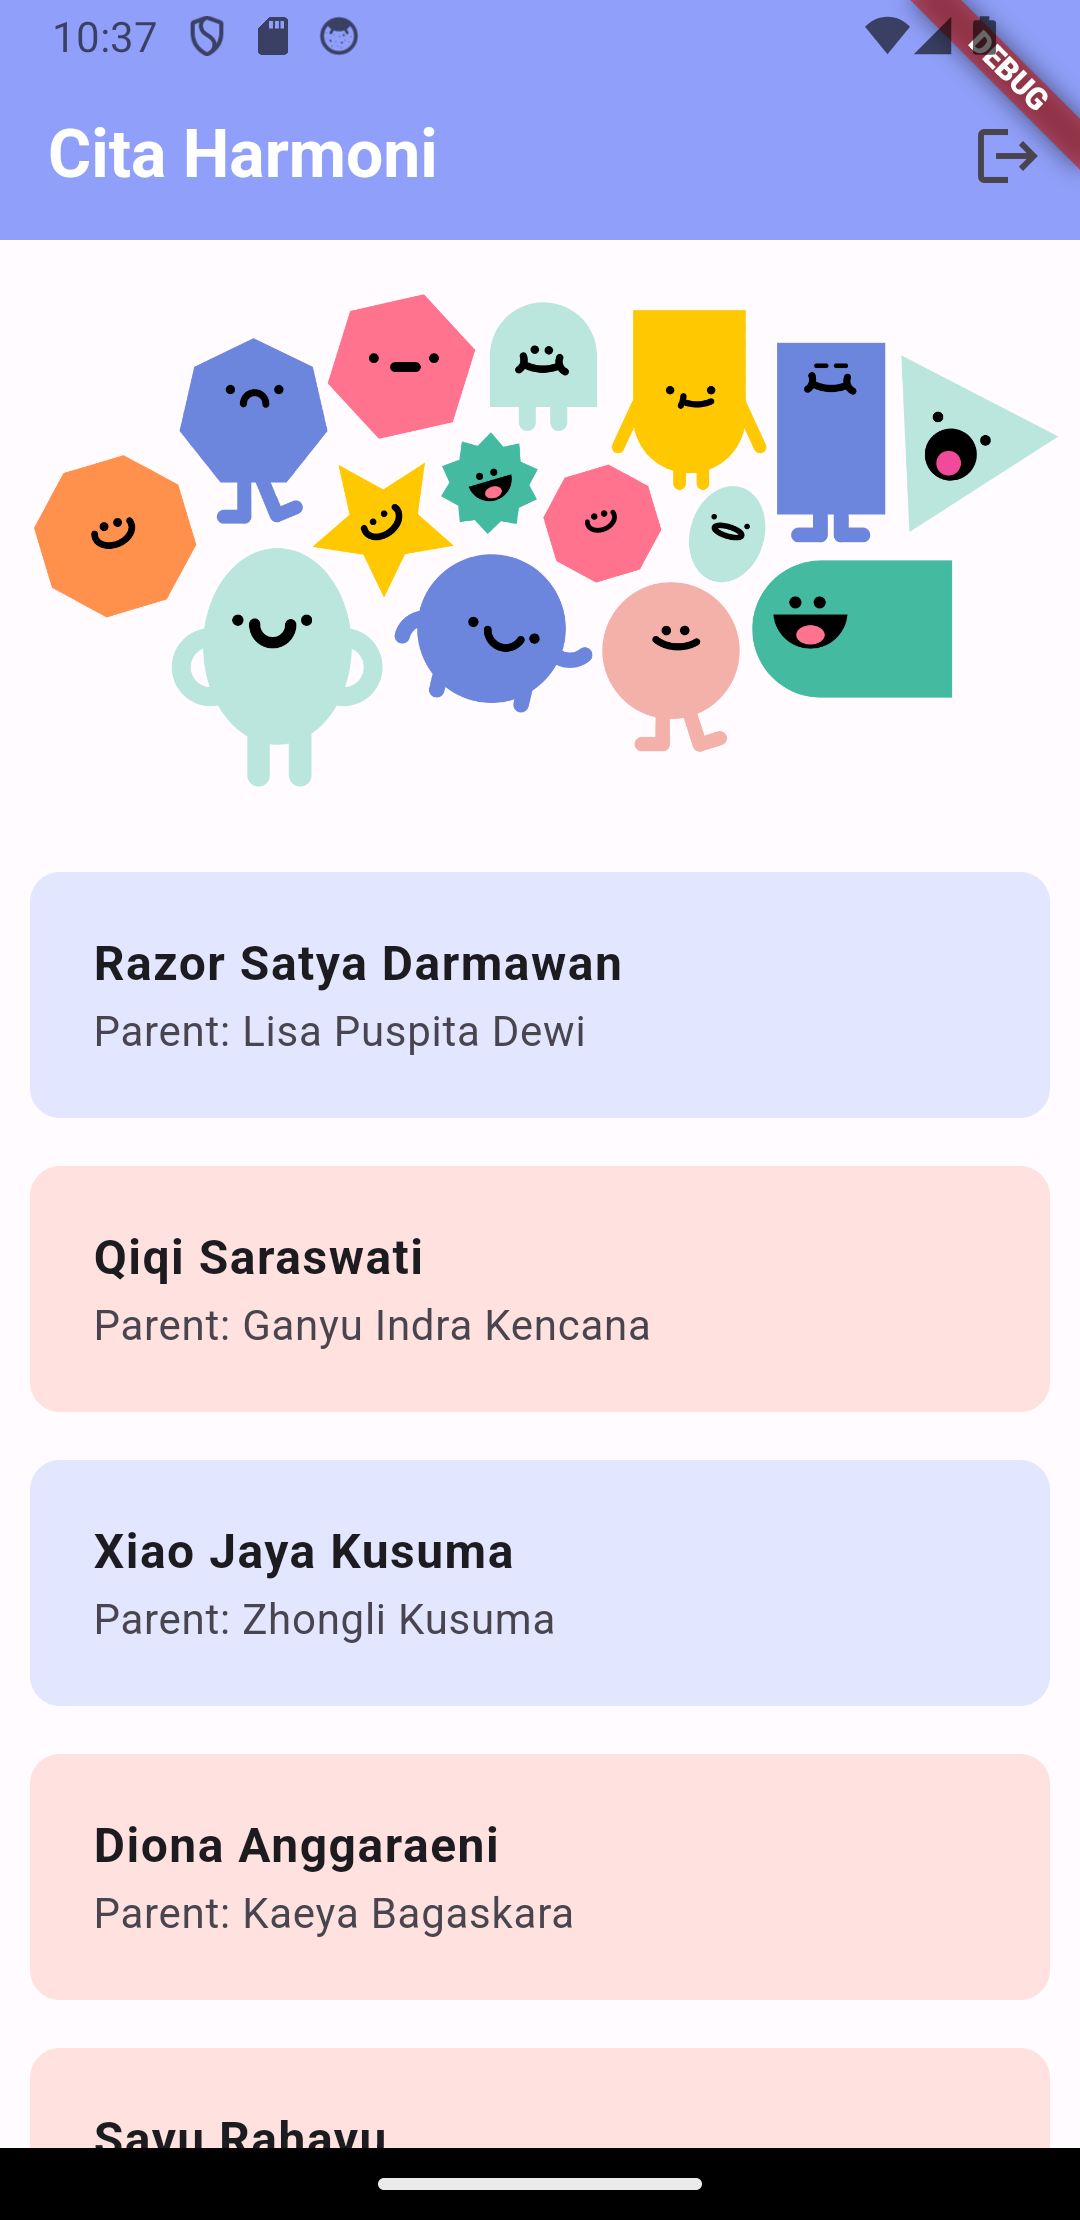 10:37
DEBUG
Cita Harmoni
Razor Satya Darmawan
Parent: Lisa Puspita Dewi
Qiqi Saraswati
Parent: Ganyu Indra Kencana
Xiao Jaya Kusuma
Parent: Zhongli Kusuma
Diona Anggaraeni
Parent: Kaeya Bagaskara
Sayu Rahayu